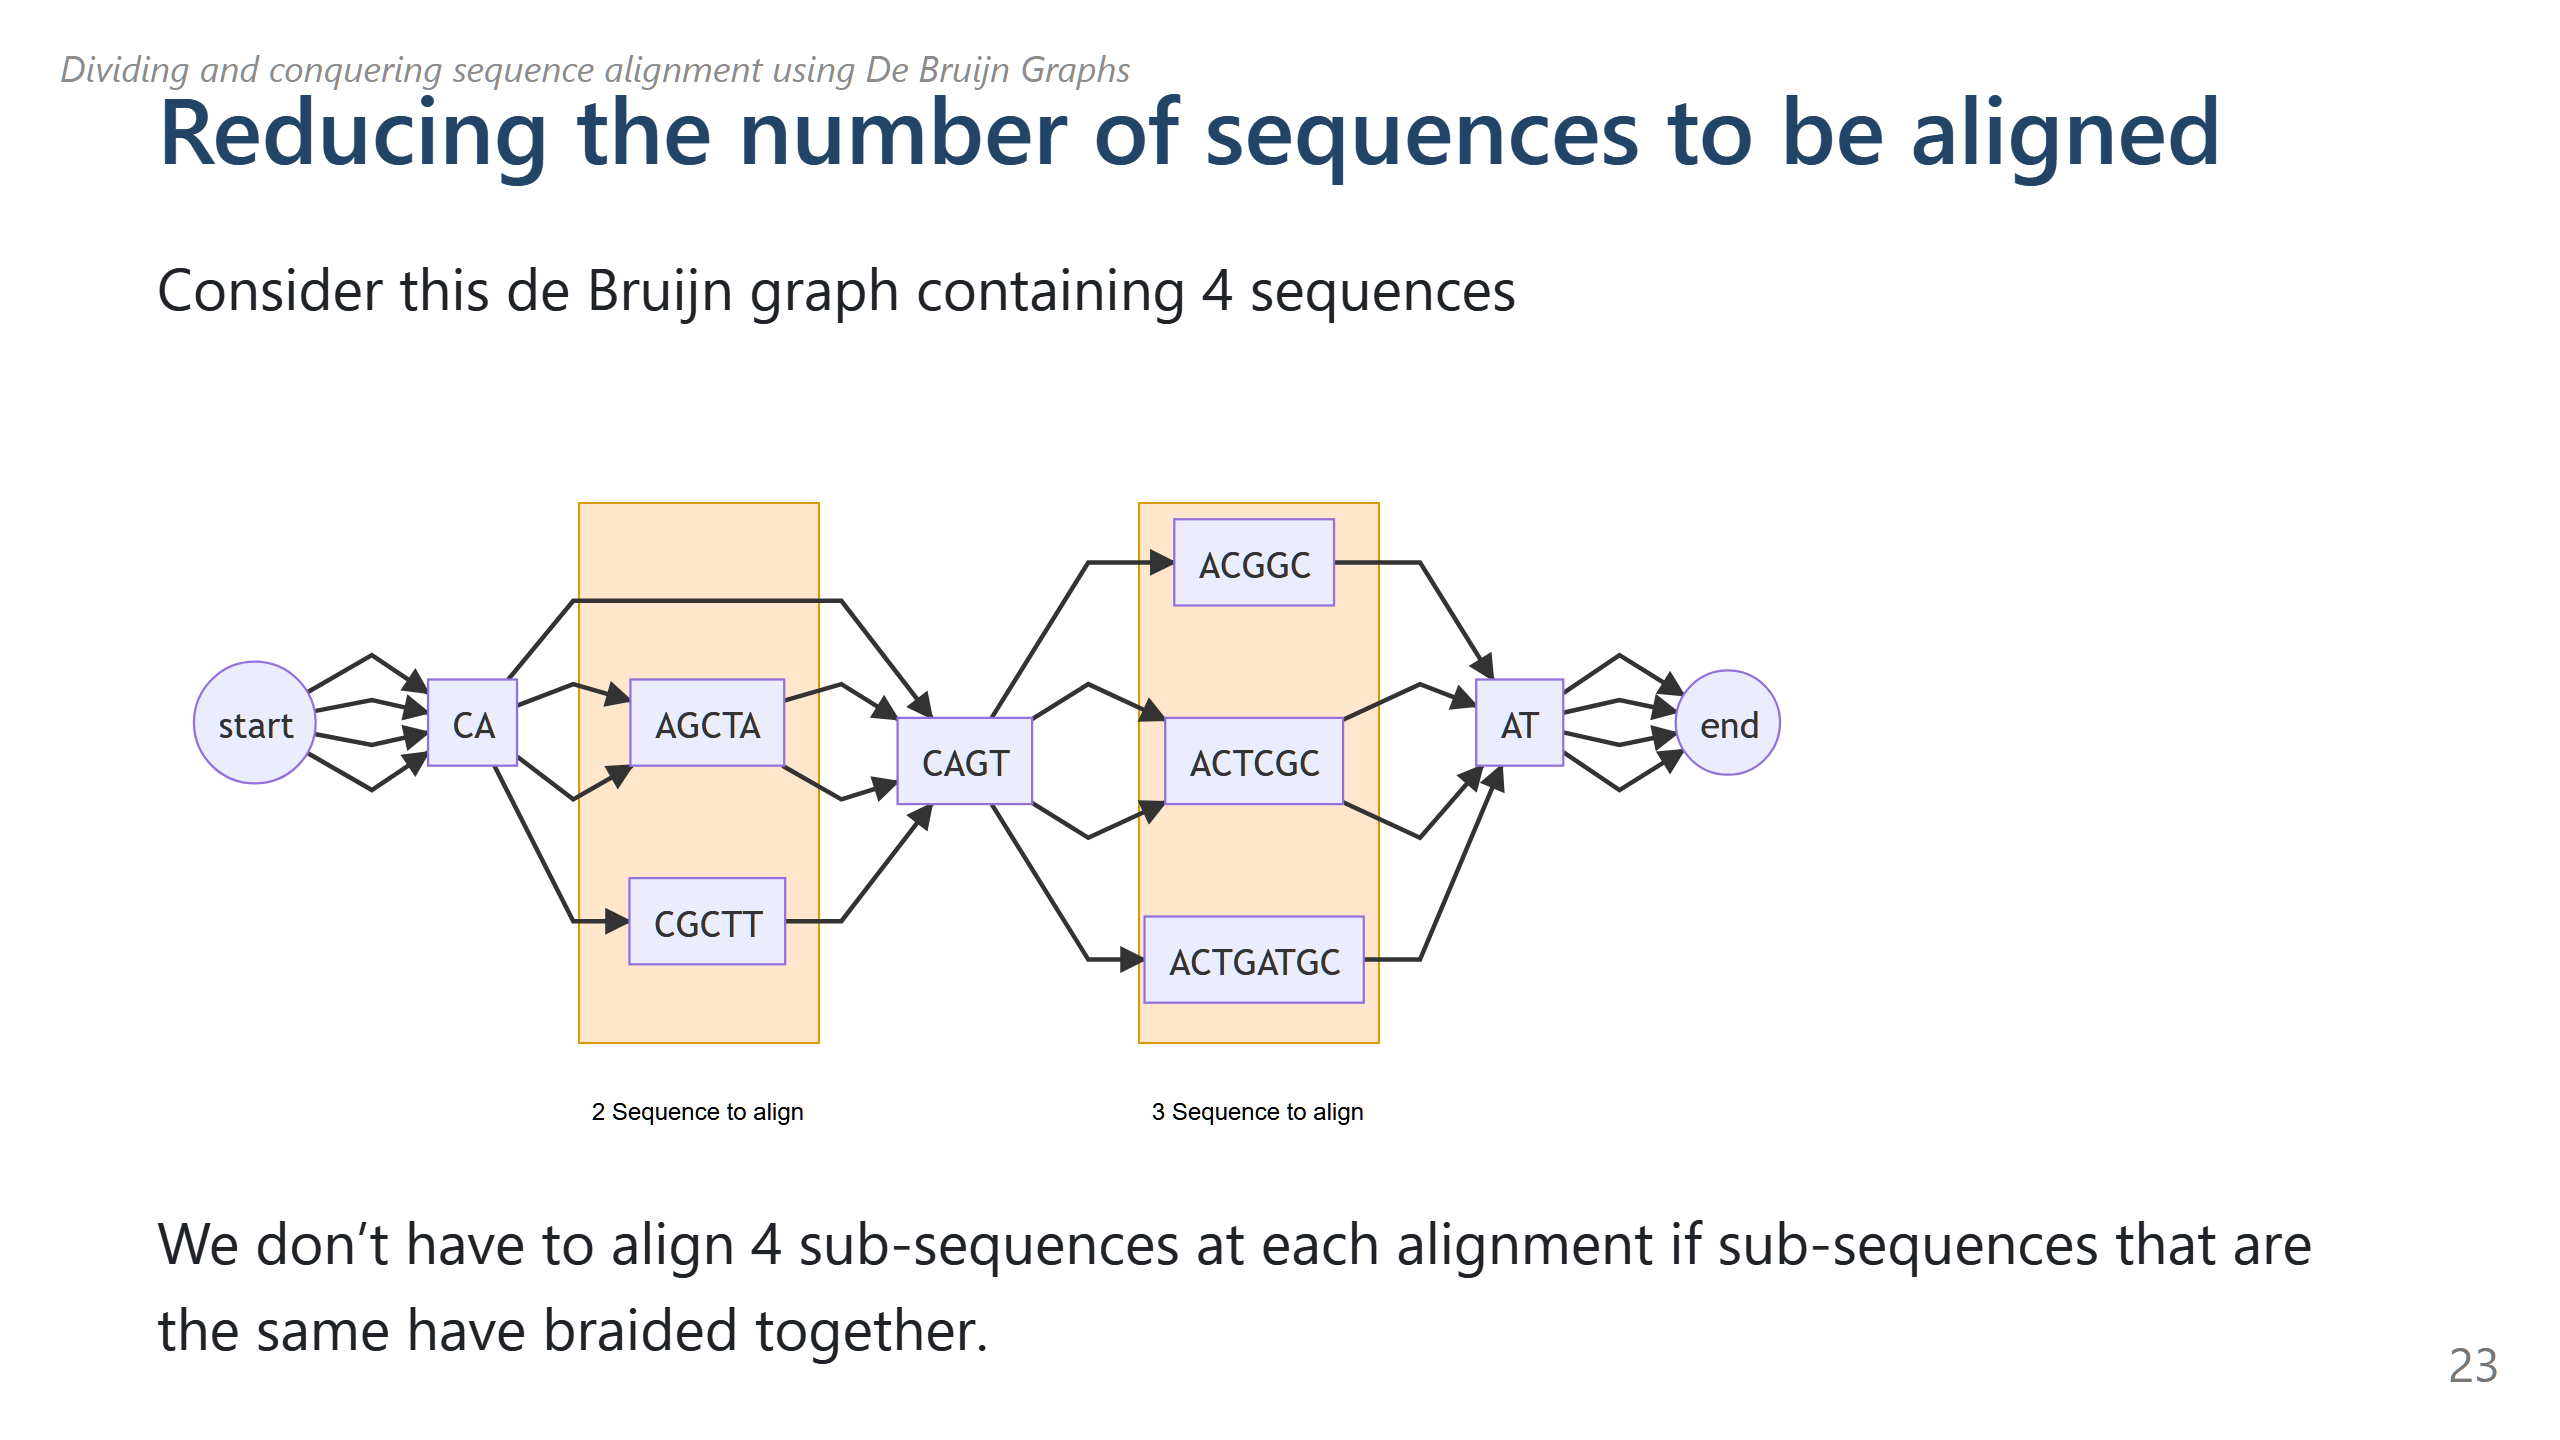 Dividing and conquering sequence alignment using De Bruijn Graphs
Reducing the number of sequences to be aligned
Consider this de Bruijn graph containing 4 sequences
start
CA
AGCTA
CGCTT
CAGT
ACGGC
ACTCGC
ACTGATGC
AT
end
2 Sequence to align
3 Sequence to align
We don’t have to align 4 sub-sequences at each alignment if sub-sequences that are
the same have braided together.
23